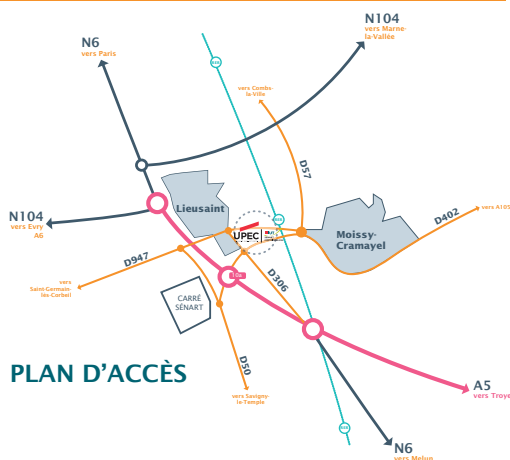 N104
vers Marne-
la-Vallée
N6
vers Paris
vers Combs-
la-Ville
D57
Lieusaint
UPEC
Moissy-
Cramayel
D402
vers A105
N104
vers Evry
A6
D947
vers
Saint-Germain-
lès-Corbeil
D306
CARRÉ
SÉNART
D50
PLAN D'ACCÈS
A5
vers Troye
vers Savigny-
le-Temple
N6
vers Melun